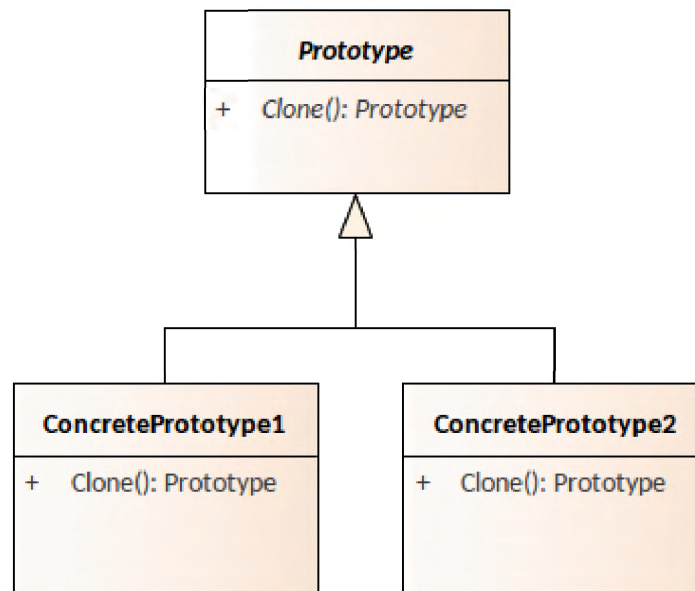 Prototype
+ Clone(): Prototype
ConcretePrototype1
+ Clone(): Prototype
ConcretePrototype2
+ Clone(): Prototype